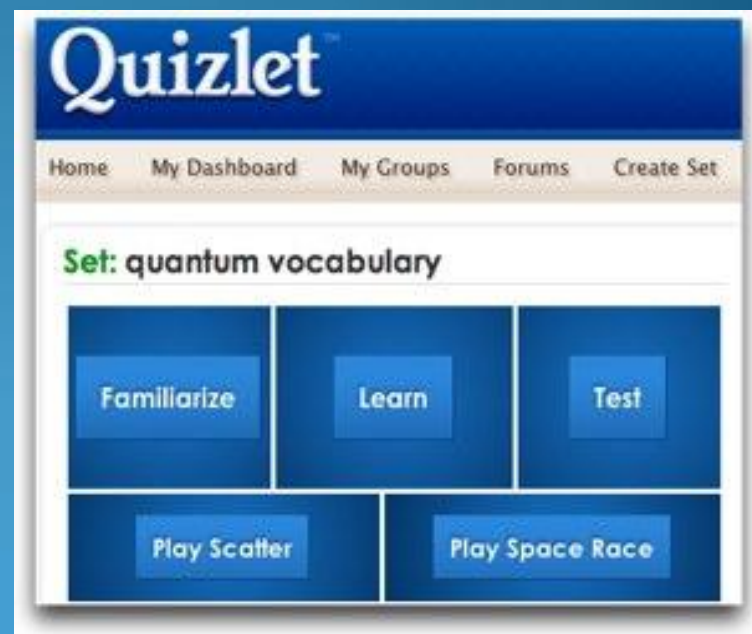 Quizlet™
Home My Dashboard My Groups Forums Create Set
Set: quantum vocabulary
Familiarize Learn Test
Play Scatter Play Space Race